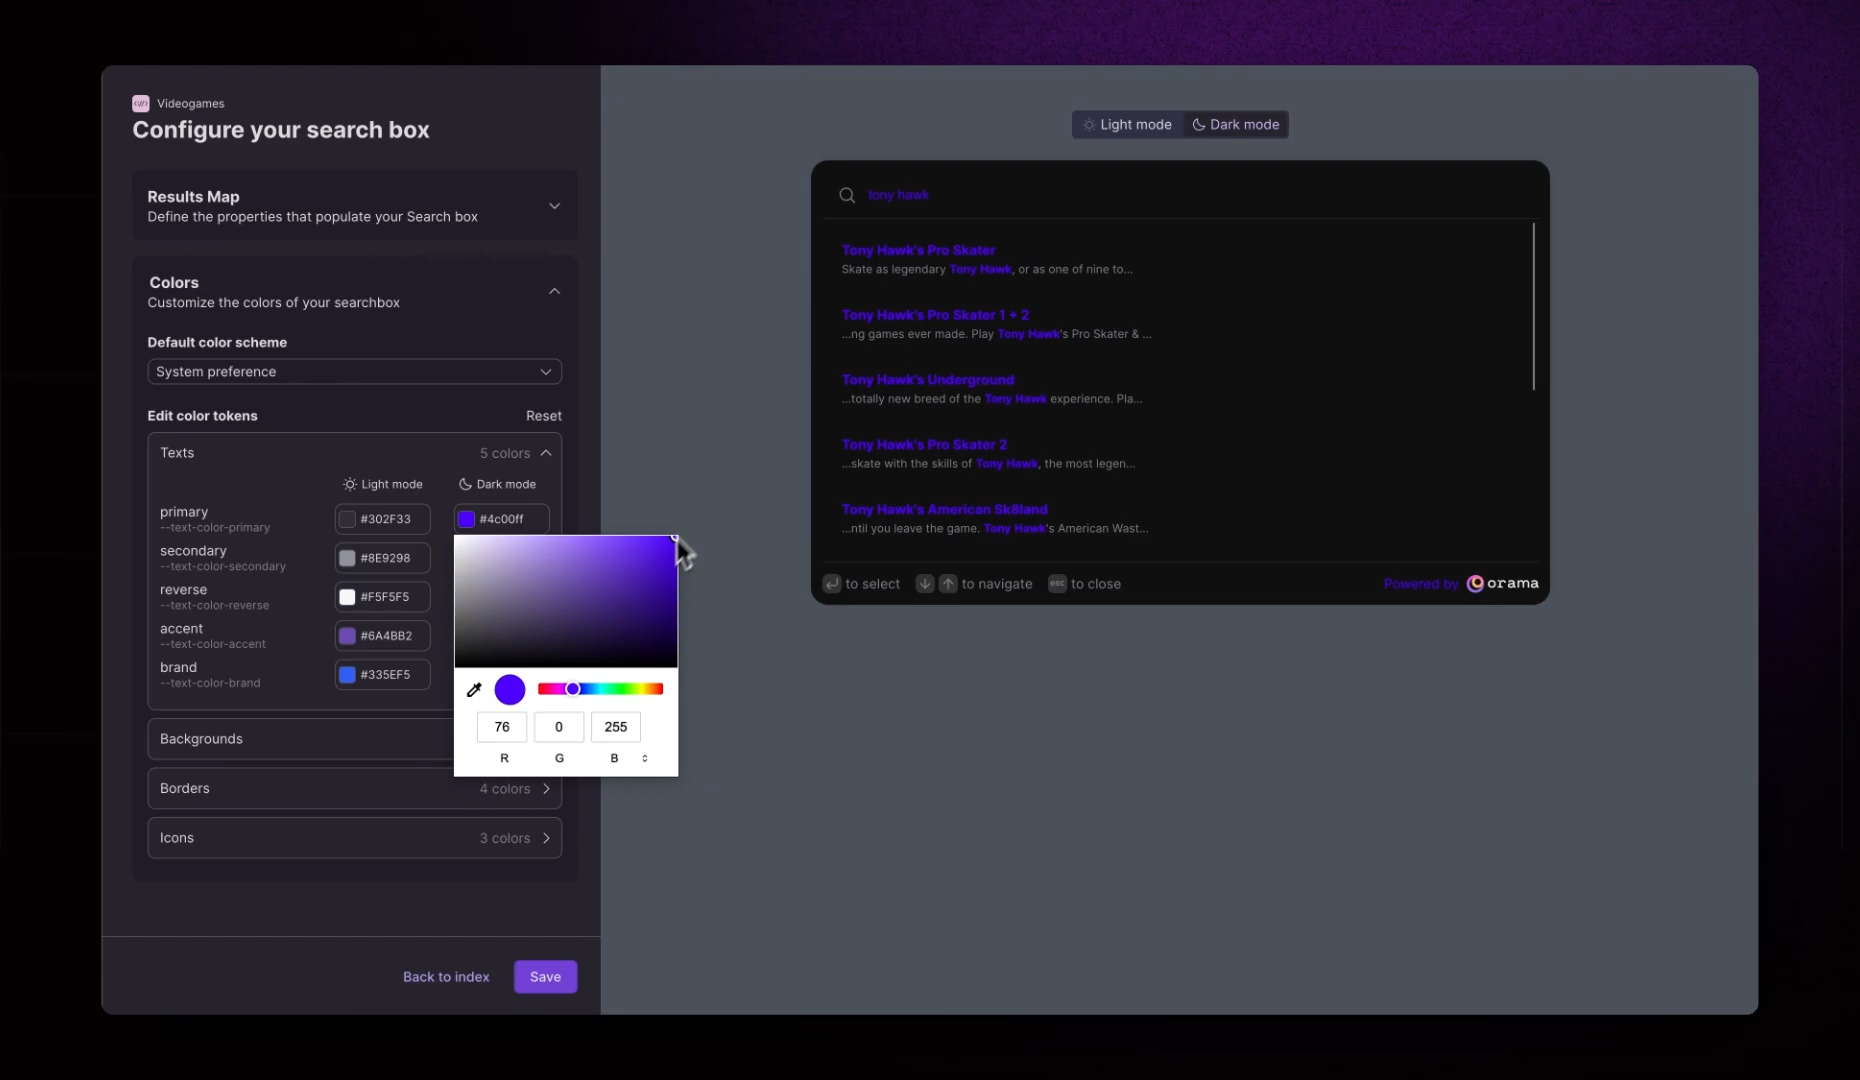 Videogames
Configure your search box
Results Map
Define the properties that populate your Search box
Colors
Customize the colors of your searchbox
Default color scheme
System preference
Edit color tokens Reset
Texts 5 colors
Light mode Dark mode
primary
--text-color-primary
#302F33 #4c00ff
secondary
--text-color-secondary
#8E9298
reverse
--text-color-reverse
#F5F5F5
accent
--text-color-accent
#6A4BB2
brand
--text-color-brand
#335EF5
76 0 255
R G B
Backgrounds
Borders 4 colors
Icons 3 colors
Back to index Save
Light mode Dark mode
tony hawk
Tony Hawk's Pro Skater
Skate as legendary Tony Hawk, or as one of nine to...
Tony Hawk's Pro Skater 1 + 2
...ng games ever made. Play Tony Hawk's Pro Skater & ...
Tony Hawk's Underground
...totally new breed of the Tony Hawk experience. Pla...
Tony Hawk's Pro Skater 2
...skate with the skills of Tony Hawk, the most legen...
Tony Hawk's American Sk8land
...ntil you leave the game. Tony Hawk's American Wast...
to select to navigate esc to close Powered by orama